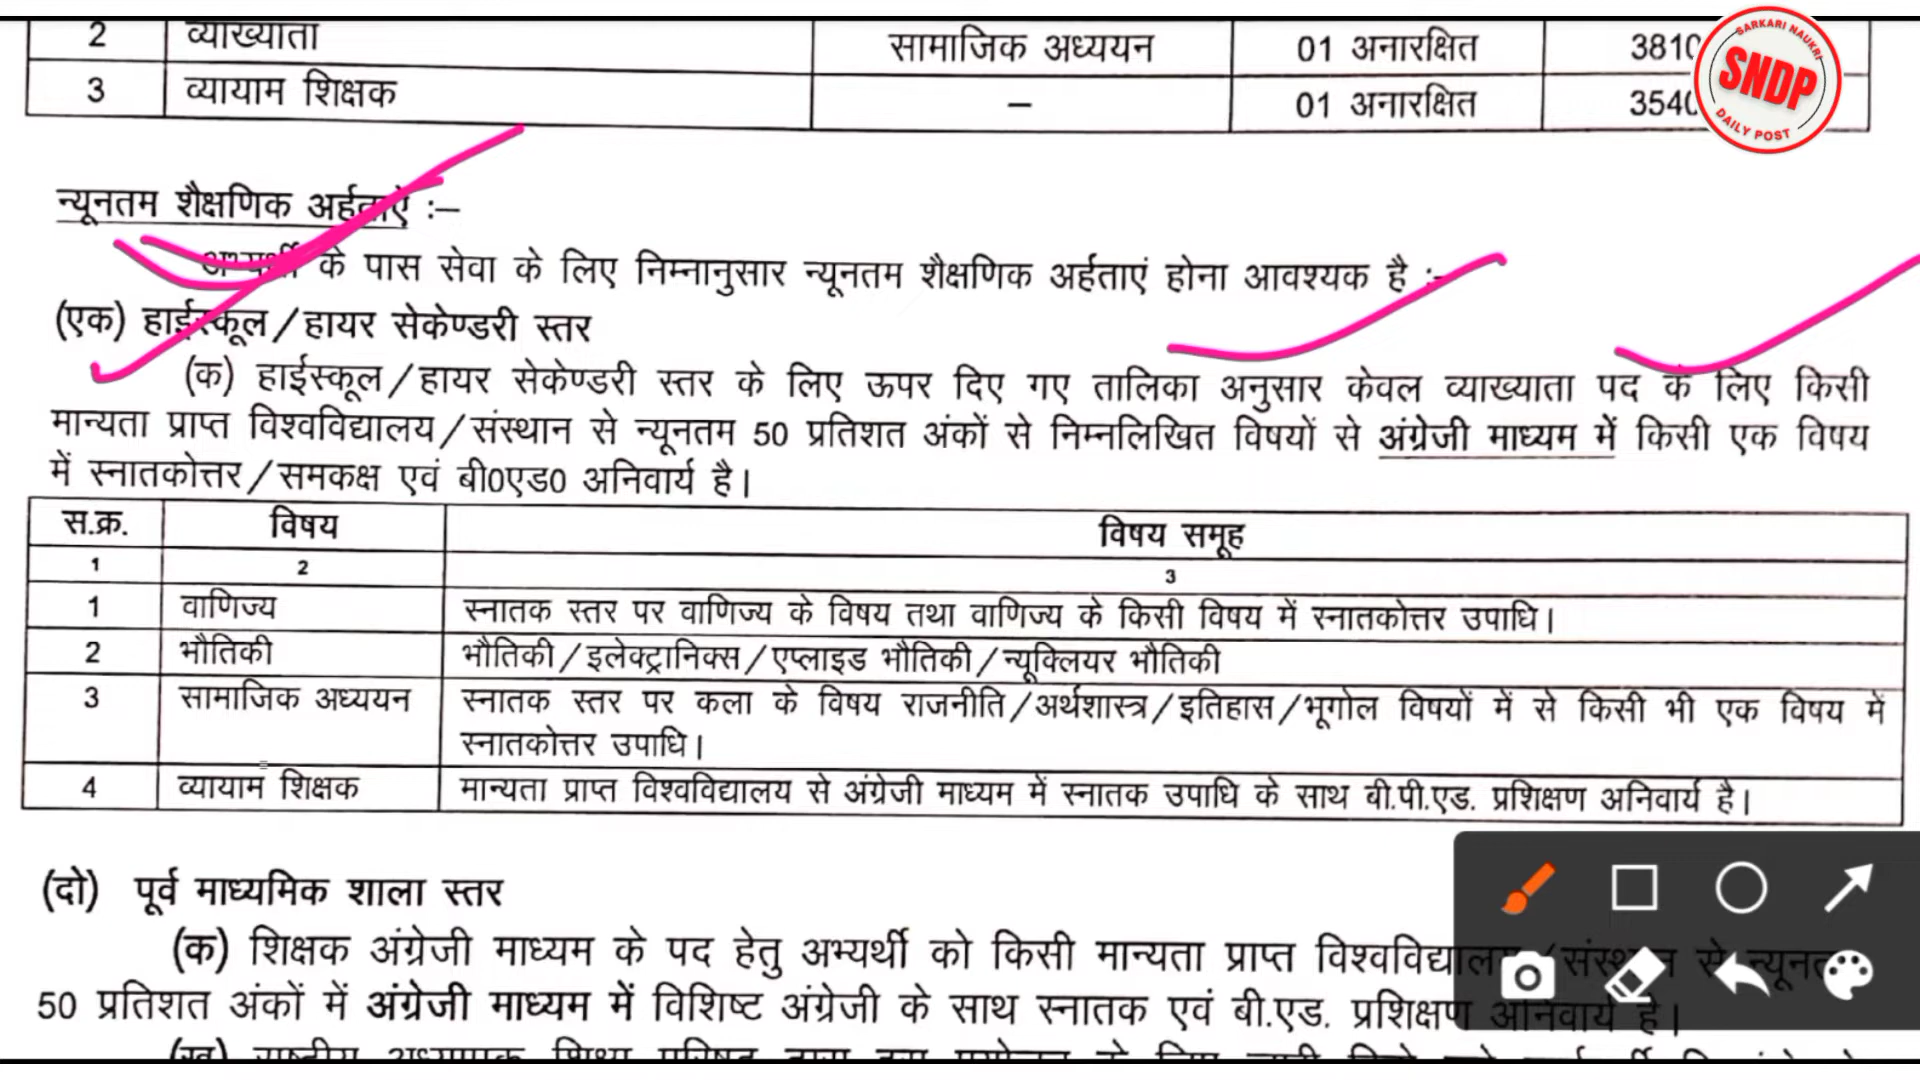 2 व्याख्याता सामाजिक अध्ययन 01 अनारक्षित 3810
3 व्यायाम शिक्षक – 01 अनारक्षित 3540
SARKARI NAUKRI
SNDP
DAILY POST
न्यूनतम शैक्षणिक अर्हताऐं :–
अभ्यर्थी के पास सेवा के लिए निम्नानुसार न्यूनतम शैक्षणिक अर्हताएं होना आवश्यक है :-
(एक) हाईस्कूल/हायर सेकेण्डरी स्तर
(क) हाईस्कूल/हायर सेकेण्डरी स्तर के लिए ऊपर दिए गए तालिका अनुसार केवल व्याख्याता पद के लिए किसी
मान्यता प्राप्त विश्वविद्यालय/संस्थान से न्यूनतम 50 प्रतिशत अंकों से निम्नलिखित विषयों से अंग्रेजी माध्यम में किसी एक विषय
में स्नातकोत्तर/समकक्ष एवं बी0एड0 अनिवार्य है।
स.क्र. विषय विषय समूह
1 2 3
1 वाणिज्य स्नातक स्तर पर वाणिज्य के विषय तथा वाणिज्य के किसी विषय में स्नातकोत्तर उपाधि।
2 भौतिकी भौतिकी/इलेक्ट्रानिक्स/एप्लाइड भौतिकी/न्यूक्लियर भौतिकी
3 सामाजिक अध्ययन स्नातक स्तर पर कला के विषय राजनीति/अर्थशास्त्र/इतिहास/भूगोल विषयों में से किसी भी एक विषय में
स्नातकोत्तर उपाधि।
4 व्यायाम शिक्षक मान्यता प्राप्त विश्वविद्यालय से अंग्रेजी माध्यम में स्नातक उपाधि के साथ बी.पी.एड. प्रशिक्षण अनिवार्य है।
(दो) पूर्व माध्यमिक शाला स्तर
(क) शिक्षक अंग्रेजी माध्यम के पद हेतु अभ्यर्थी को किसी मान्यता प्राप्त विश्वविद्यालय/संस्थान से न्यूनत
50 प्रतिशत अंकों में अंग्रेजी माध्यम में विशिष्ट अंग्रेजी के साथ स्नातक एवं बी.एड. प्रशिक्षण अनिवार्य है।